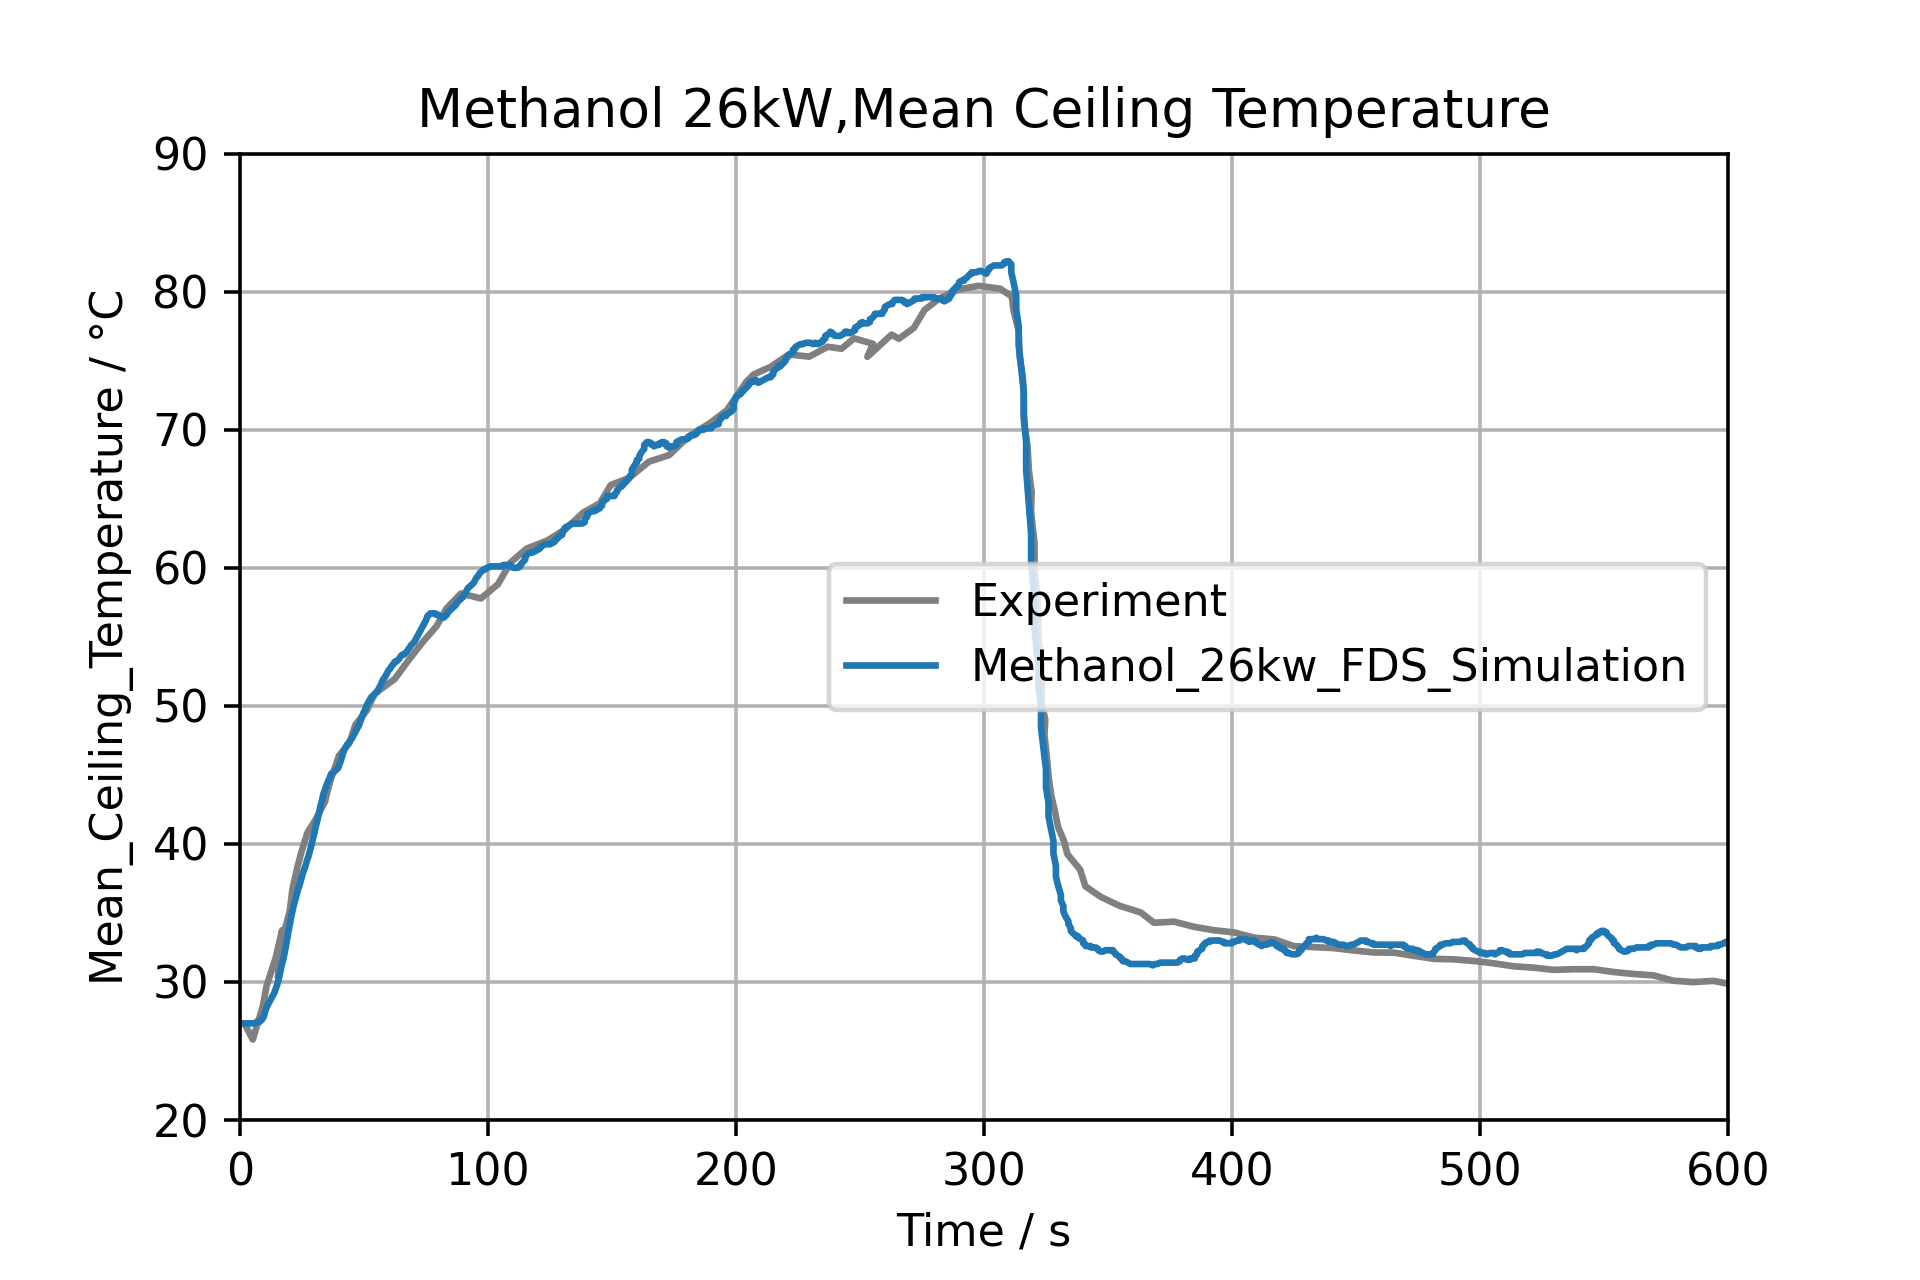 Methanol 26kW,Mean Ceiling Temperature
90
80
70
60
50
40
30
20
Mean_Ceiling_Temperature / °C
Experiment
Methanol_26kw_FDS_Simulation
0 100 200 300 400 500 600
Time / s